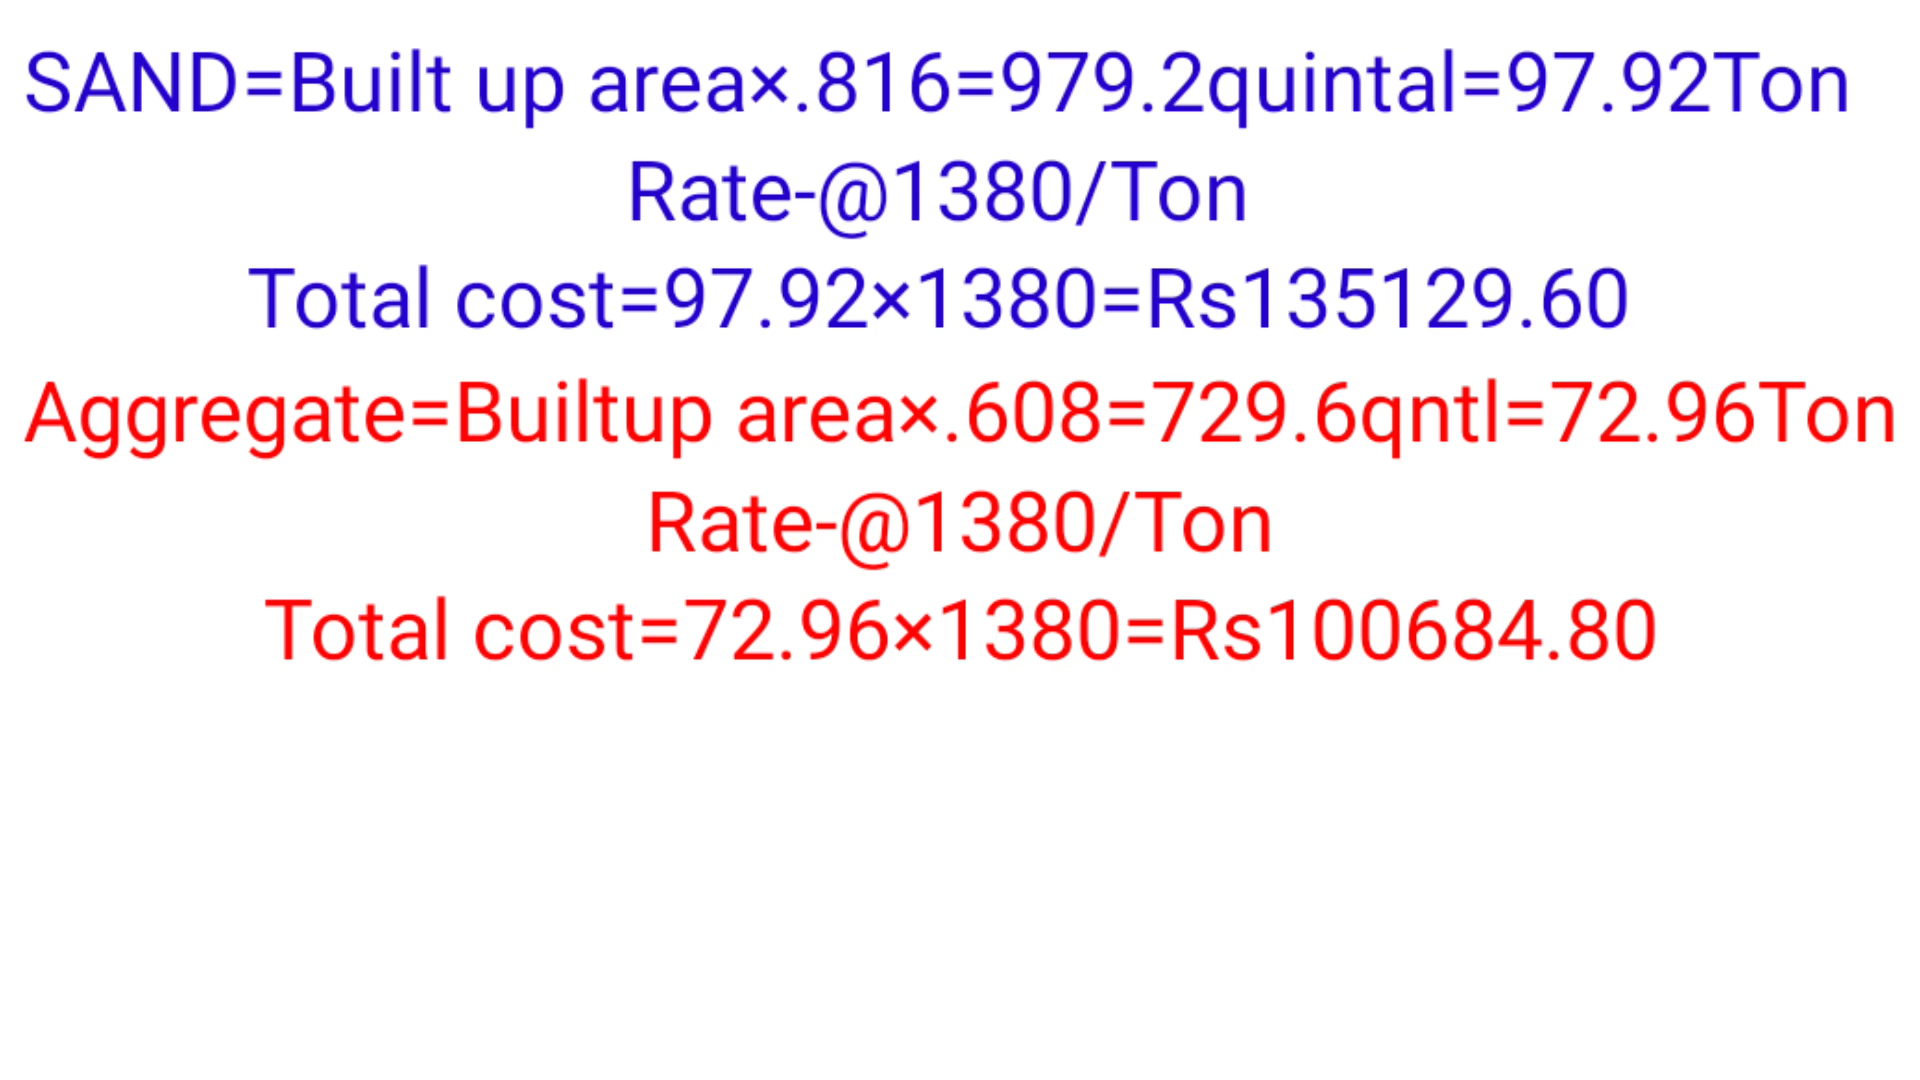 SAND=Built up area×.816=979.2quintal=97.92Ton
Rate-@1380/Ton
Total cost=97.92×1380=Rs135129.60
Aggregate=Builtup area×.608=729.6qntl=72.96Ton
Rate-@1380/Ton
Total cost=72.96×1380=Rs100684.80